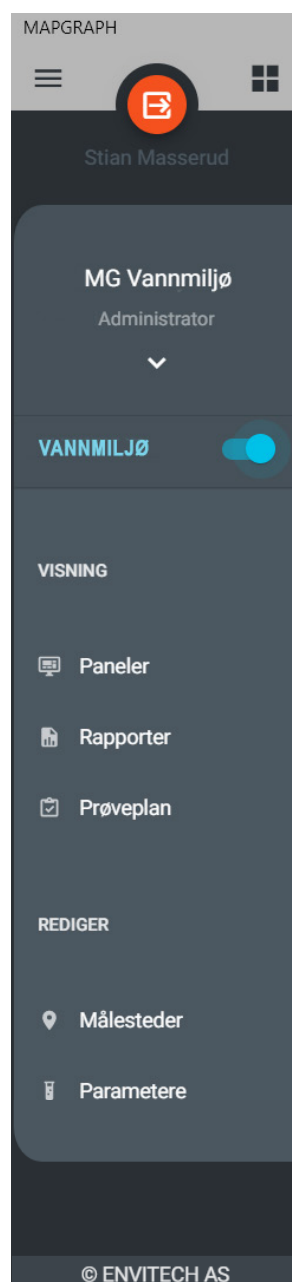 MAPGRAPH
Stian Masserud
MG Vannmiljø
Administrator
VANNMILJØ
VISNING
Paneler
Rapporter
Prøveplan
REDIGER
Målesteder
Parametere
© ENVITECH AS